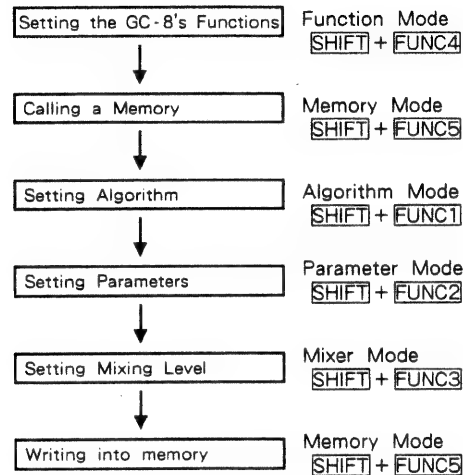 Setting the GC-8's Functions
Function Mode
SHIFT + FUNC4
Calling a Memory
Memory Mode
SHIFT + FUNC5
Setting Algorithm
Algorithm Mode
SHIFT + FUNC1
Setting Parameters
Parameter Mode
SHIFT + FUNC2
Setting Mixing Level
Mixer Mode
SHIFT + FUNC3
Writing into memory
Memory Mode
SHIFT + FUNC5